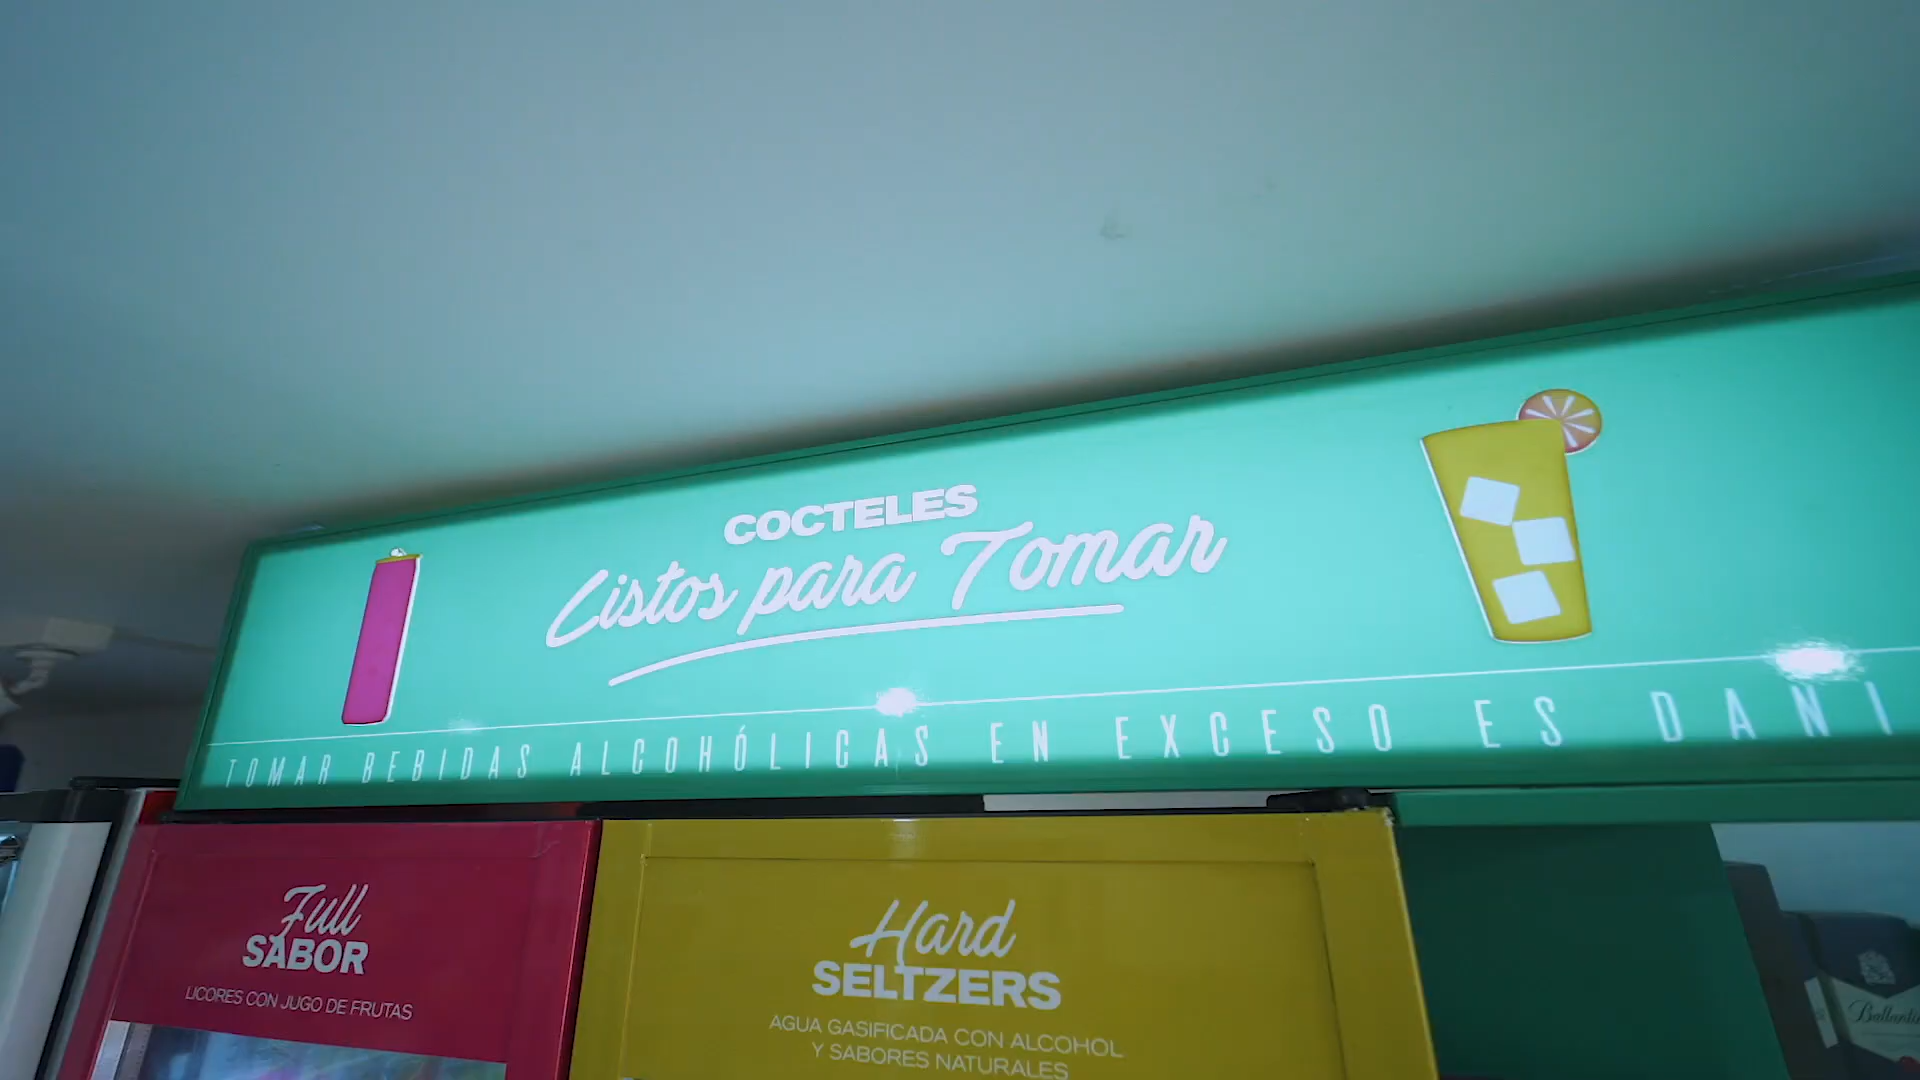 COCTELES
Listos para Tomar
TOMAR BEBIDAS ALCOHÓLICAS EN EXCESO ES DAÑI
Full
SABOR
LICORES CON JUGO DE FRUTAS
Hard
SELTZERS
AGUA GASIFICADA CON ALCOHOL
Y SABORES NATURALES